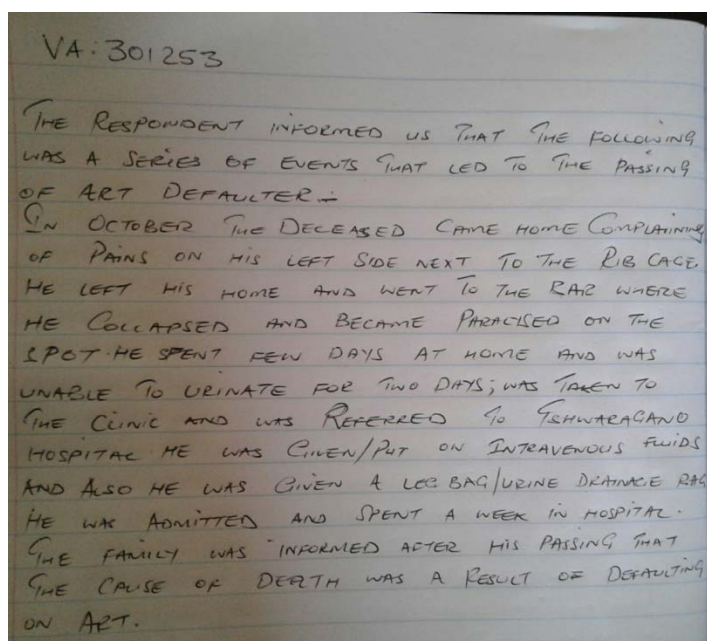 VA: 301253
THE RESPONDENT INFORMED US THAT THE FOLLOWING
WAS A SERIES OF EVENTS THAT LED TO THE PASSING
OF ART DEFAULTER:-
IN OCTOBER THE DECEASED CAME HOME COMPLAINING
OF PAINS ON HIS LEFT SIDE NEXT TO THE RIB CAGE
HE LEFT HIS HOME AND WENT TO THE BAR WHERE
HE COLLAPSED AND BECAME PARALISED ON THE
SPOT. HE SPENT FEW DAYS AT HOME AND WAS
UNABLE TO URINATE FOR TWO DAYS; WAS TAKEN TO
THE CLINIC AND WAS REFERRED TO TSHWARAGANO
HOSPITAL HE WAS GIVEN/PUT ON INTRAVENOUS FLUIDS
AND ALSO HE WAS GIVEN A LEG BAG/URINE DRAINAGE BAG
HE WAS ADMITTED AND SPENT A WEEK IN HOSPITAL.
THE FAMILY WAS INFORMED AFTER HIS PASSING THAT
THE CAUSE OF DEATH WAS A RESULT OF DEFAULTING
ON ART.